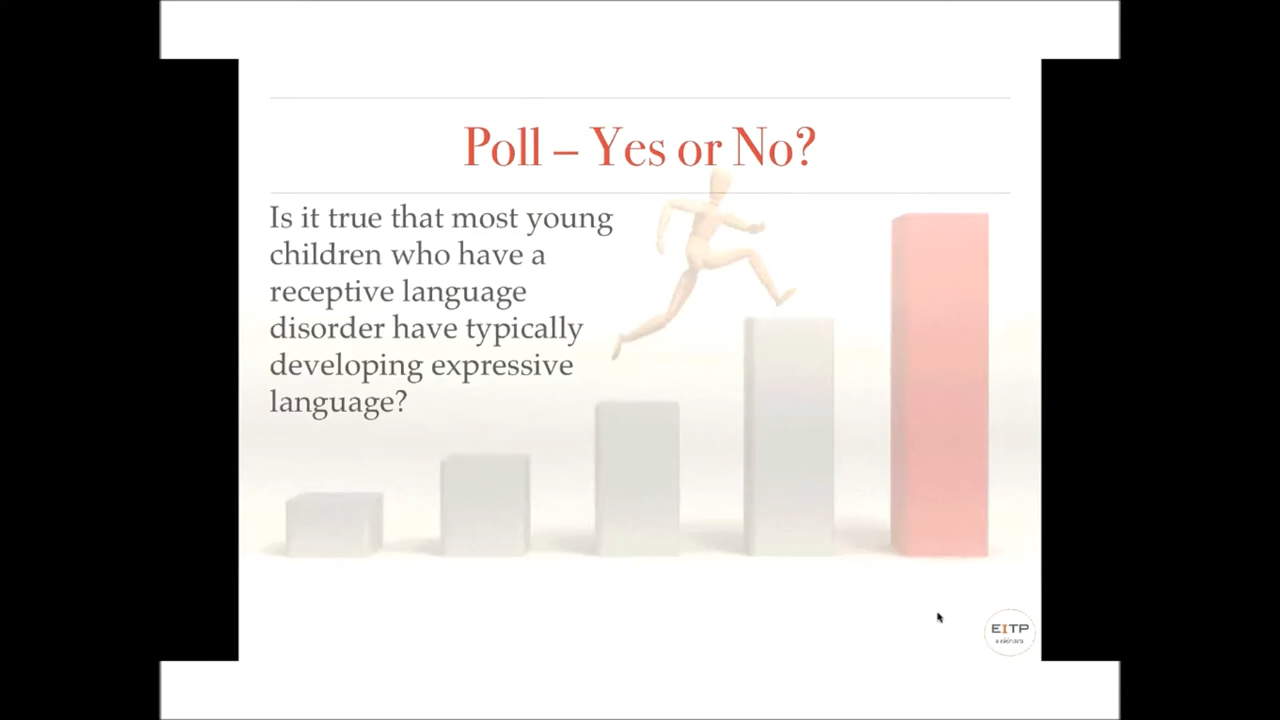 Poll – Yes or No?
Is it true that most young
children who have a
receptive language
disorder have typically
developing expressive
language?
EITP
webinars